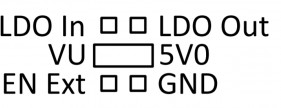 LDO In LDO Out
VU 5V0
EN Ext GND